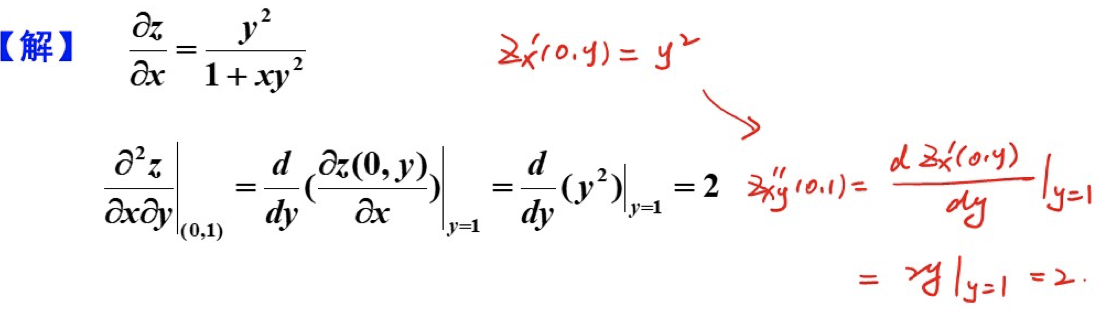 【解】 ∂z/∂x = y²/(1 + xy²) z'ₓ(0,y) = y²
∂²z/∂x∂y|₍₀,₁₎ = d/dy(∂z(0, y)/∂x)|y=1 = d/dy(y²)|y=1 = 2 z''ₓy(0,1) = d z'ₓ(0,y)/dy |y=1
= 2y|y=1 = 2.